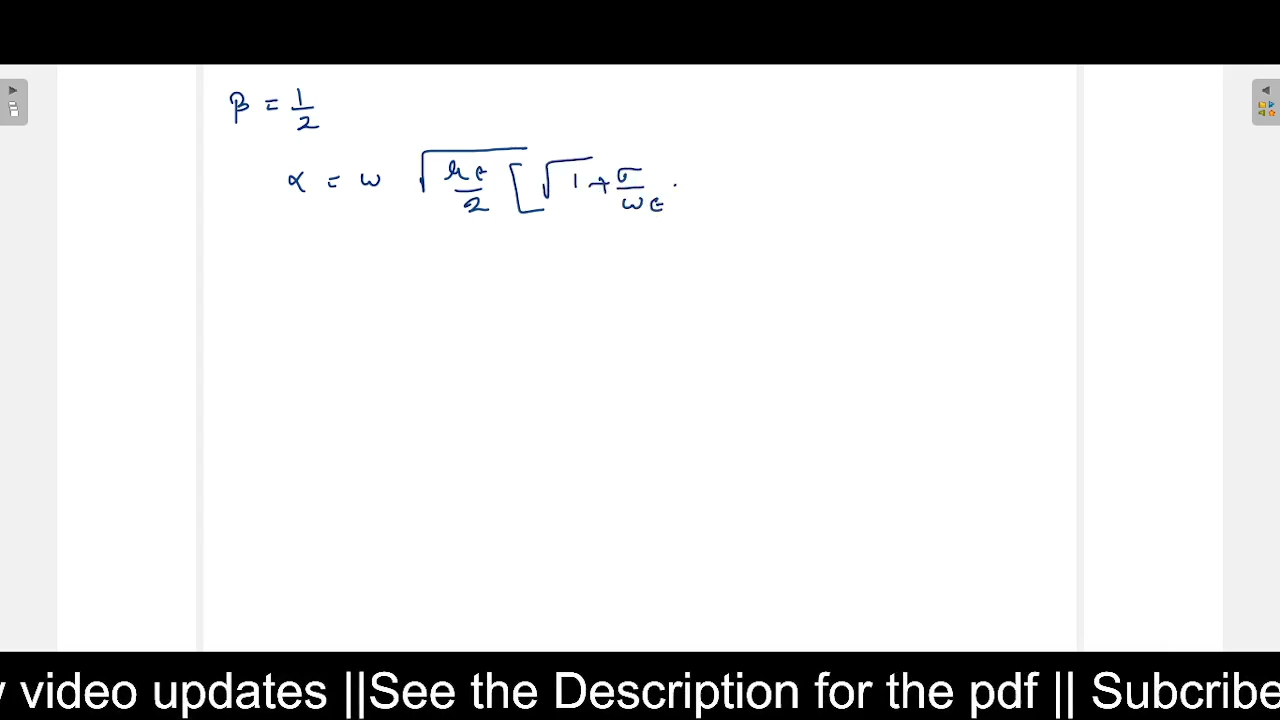 β = 1/2
α = ω √(με/2) [√1 + σ/ωε .
y video updates ||See the Description for the pdf || Subcribe